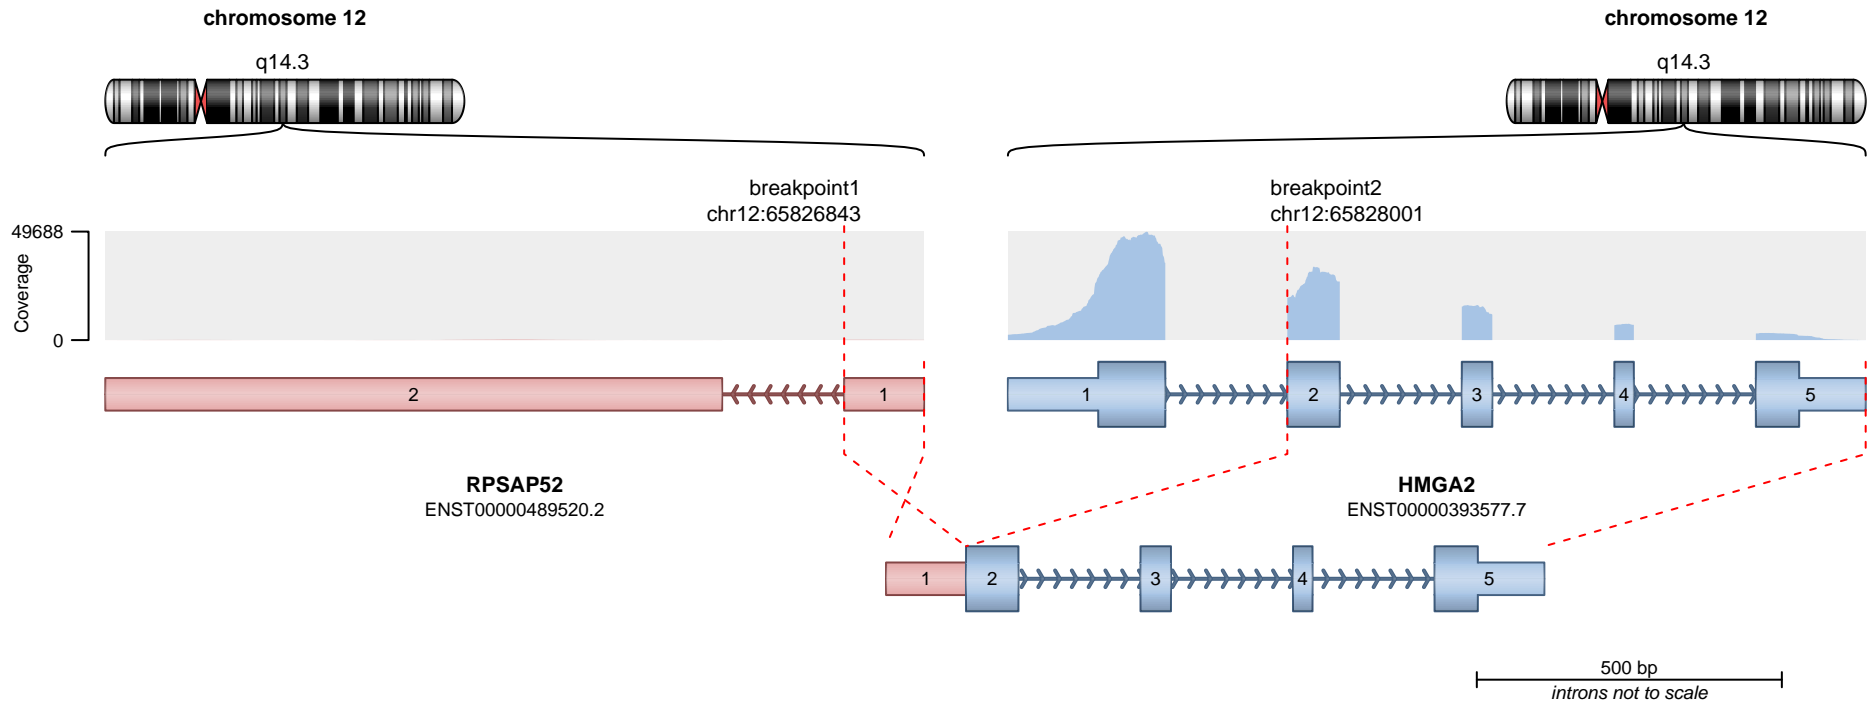 chromosome 12
chromosome 12
q14.3
q14.3
breakpoint1
chr12:65826843
breakpoint2
chr12:65828001
49688
Coverage
0
2
1
1
2
3
4
5
RPSAP52
ENST00000489520.2
HMGA2
ENST00000393577.7
1
2
3
4
5
500 bp
introns not to scale